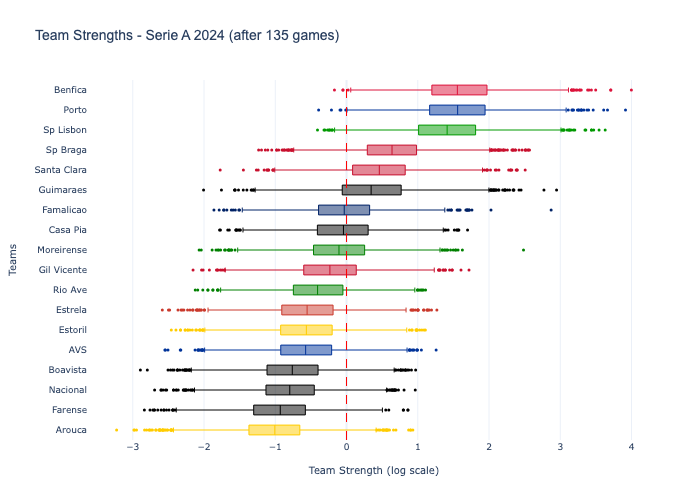 Team Strengths - Serie A 2024 (after 135 games)
Benfica
Porto
Sp Lisbon
Sp Braga
Santa Clara
Guimaraes
Famalicao
Casa Pia
Moreirense
Gil Vicente
Rio Ave
Estrela
Estoril
AVS
Boavista
Nacional
Farense
Arouca
Teams
−3 −2 −1 0 1 2 3 4
Team Strength (log scale)